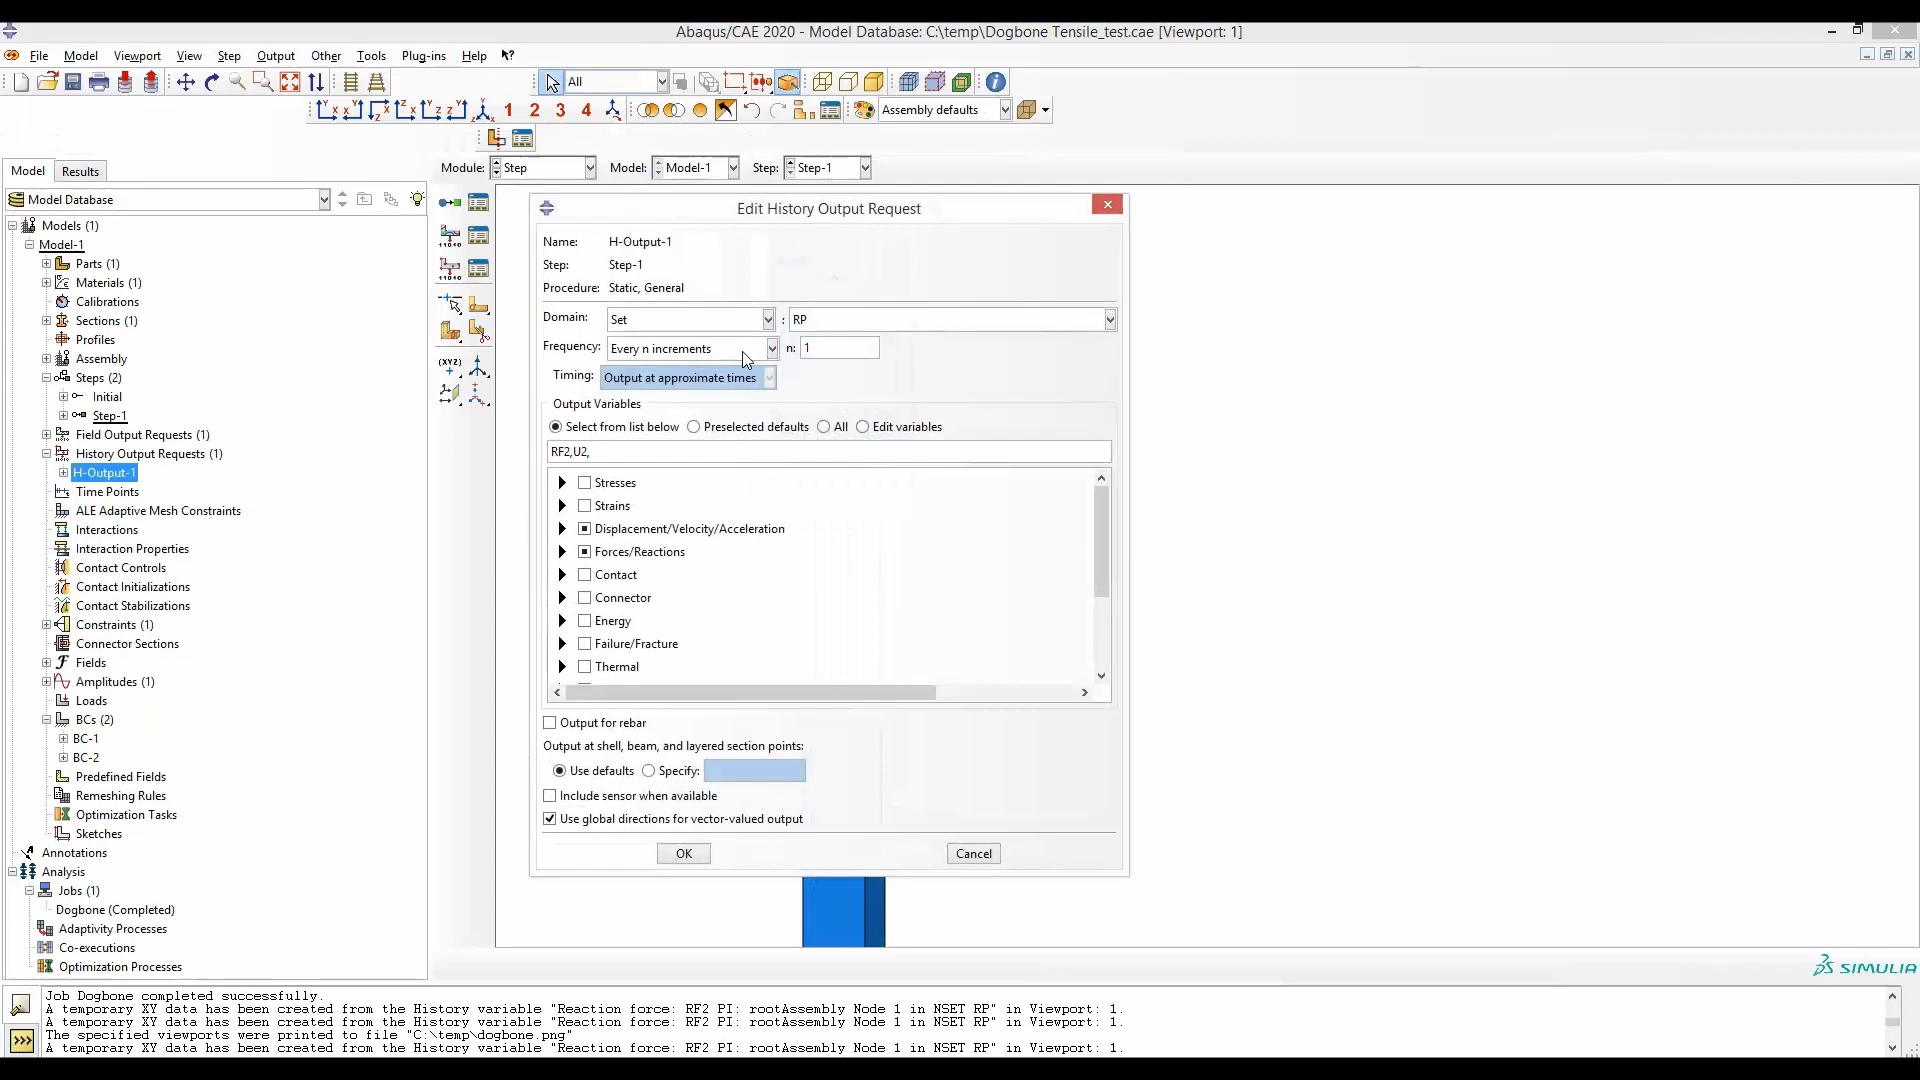 Abaqus/CAE 2020 - Model Database: C:\temp\Dogbone Tensile_test.cae [Viewport: 1]
File Model Viewport View Step Output Other Tools Plug-ins Help
All
1 2 3 4 Assembly defaults
Model Results
Module: Step Model: Model-1 Step: Step-1
Model Database
Models (1)
Model-1
Parts (1)
Materials (1)
Calibrations
Sections (1)
Profiles
Assembly
Steps (2)
Initial
Step-1
Field Output Requests (1)
History Output Requests (1)
H-Output-1
Time Points
ALE Adaptive Mesh Constraints
Interactions
Interaction Properties
Contact Controls
Contact Initializations
Contact Stabilizations
Constraints (1)
Connector Sections
Fields
Amplitudes (1)
Loads
BCs (2)
BC-1
BC-2
Predefined Fields
Remeshing Rules
Optimization Tasks
Sketches
Annotations
Analysis
Jobs (1)
Dogbone (Completed)
Adaptivity Processes
Co-executions
Optimization Processes
(XYZ)
Edit History Output Request
Name: H-Output-1
Step: Step-1
Procedure: Static, General
Domain: Set : RP
Frequency: Every n increments n: 1
Timing: Output at approximate times
Output Variables
Select from list below Preselected defaults All Edit variables
RF2,U2,
Stresses
Strains
Displacement/Velocity/Acceleration
Forces/Reactions
Contact
Connector
Energy
Failure/Fracture
Thermal
Output for rebar
Output at shell, beam, and layered section points:
Use defaults Specify:
Include sensor when available
Use global directions for vector-valued output
OK Cancel
SIMULIA
Job Dogbone completed successfully.
A temporary XY data has been created from the History variable "Reaction force: RF2 PI: rootAssembly Node 1 in NSET RP" in Viewport: 1.
A temporary XY data has been created from the History variable "Reaction force: RF2 PI: rootAssembly Node 1 in NSET RP" in Viewport: 1.
The specified viewports were printed to file "C:\temp\dogbone.png"
A temporary XY data has been created from the History variable "Reaction force: RF2 PI: rootAssembly Node 1 in NSET RP" in Viewport: 1.